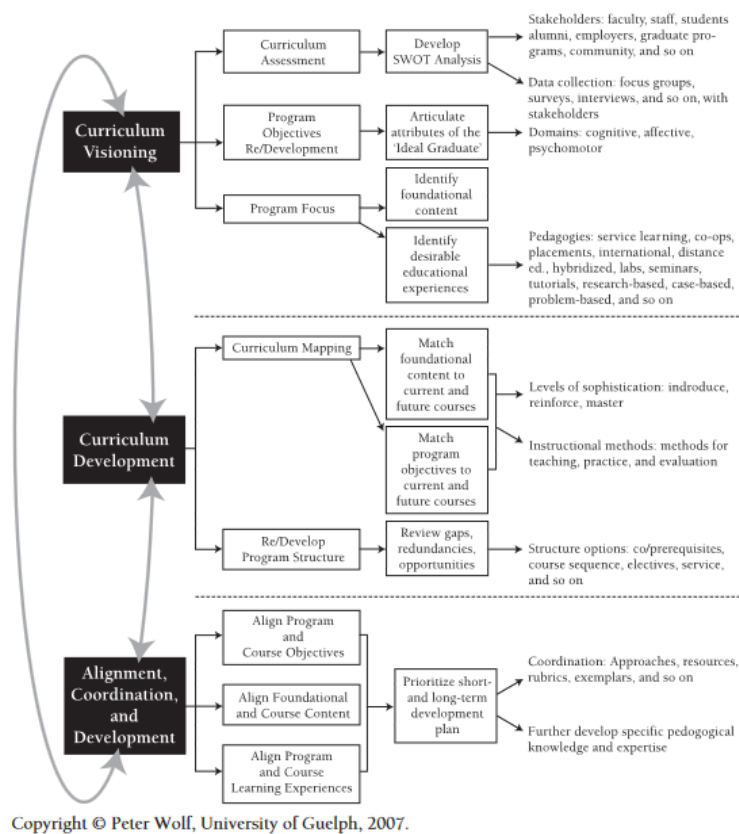 Curriculum
Visioning
Curriculum
Assessment
Develop
SWOT Analysis
Stakeholders: faculty, staff, students
alumni, employers, graduate pro-
grams, community, and so on
Data collection: focus groups,
surveys, interviews, and so on, with
stakeholders
Program
Objectives
Re/Development
Articulate
attributes of the
'Ideal Graduate'
Domains: cognitive, affective,
psychomotor
Program Focus
Identify
foundational
content
Identify
desirable
educational
experiences
Pedagogies: service learning, co-ops,
placements, international, distance
ed., hybridized, labs, seminars,
tutorials, research-based, case-based,
problem-based, and so on
Curriculum
Development
Curriculum Mapping
Match
foundational
content to
current and
future courses
Match
program
objectives to
current and
future courses
Levels of sophistication: indroduce,
reinforce, master
Instructional methods: methods for
teaching, practice, and evaluation
Re/Develop
Program Structure
Review gaps,
redundancies,
opportunities
Structure options: co/prerequisites,
course sequence, electives, service,
and so on
Alignment,
Coordination,
and
Development
Align Program
and
Course Objectives
Align Foundational
and Course Content
Align Program
and Course
Learning Experiences
Prioritize short-
and long-term
development
plan
Coordination: Approaches, resources,
rubrics, exemplars, and so on
Further develop specific pedogogical
knowledge and expertise
Copyright © Peter Wolf, University of Guelph, 2007.